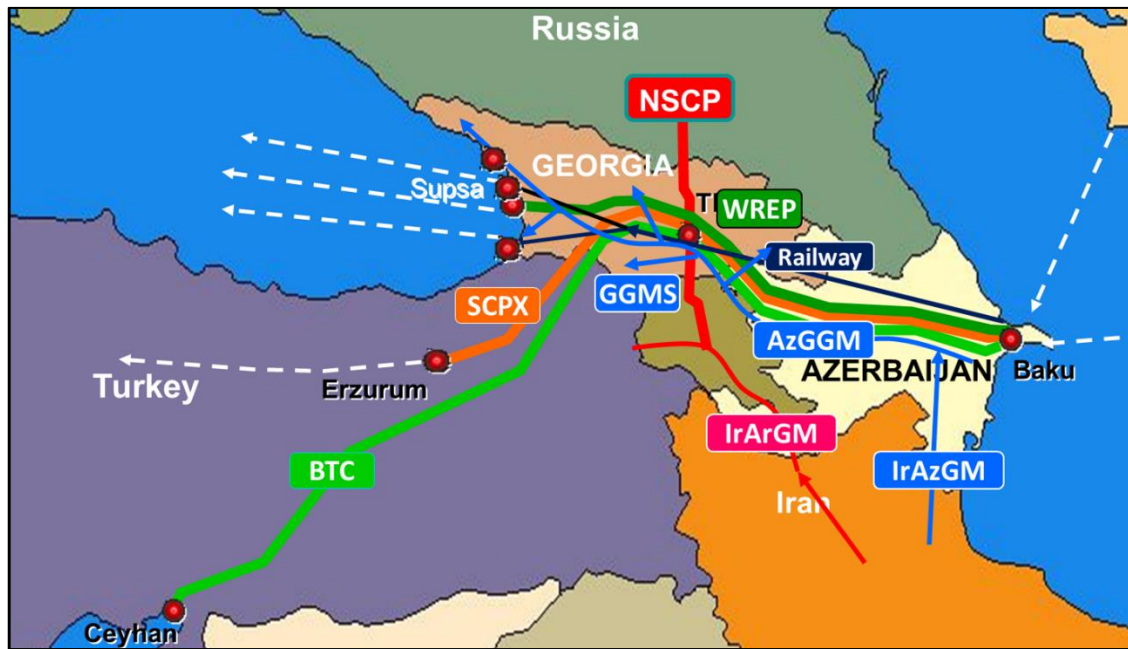 Russia
NSCP
GEORGIA
Supsa
WREP
Railway
SCPX
GGMS
AzGGM
AZERBAIJAN
Baku
Turkey
Erzurum
IrArGM
BTC
IrAzGM
Iran
Ceyhan